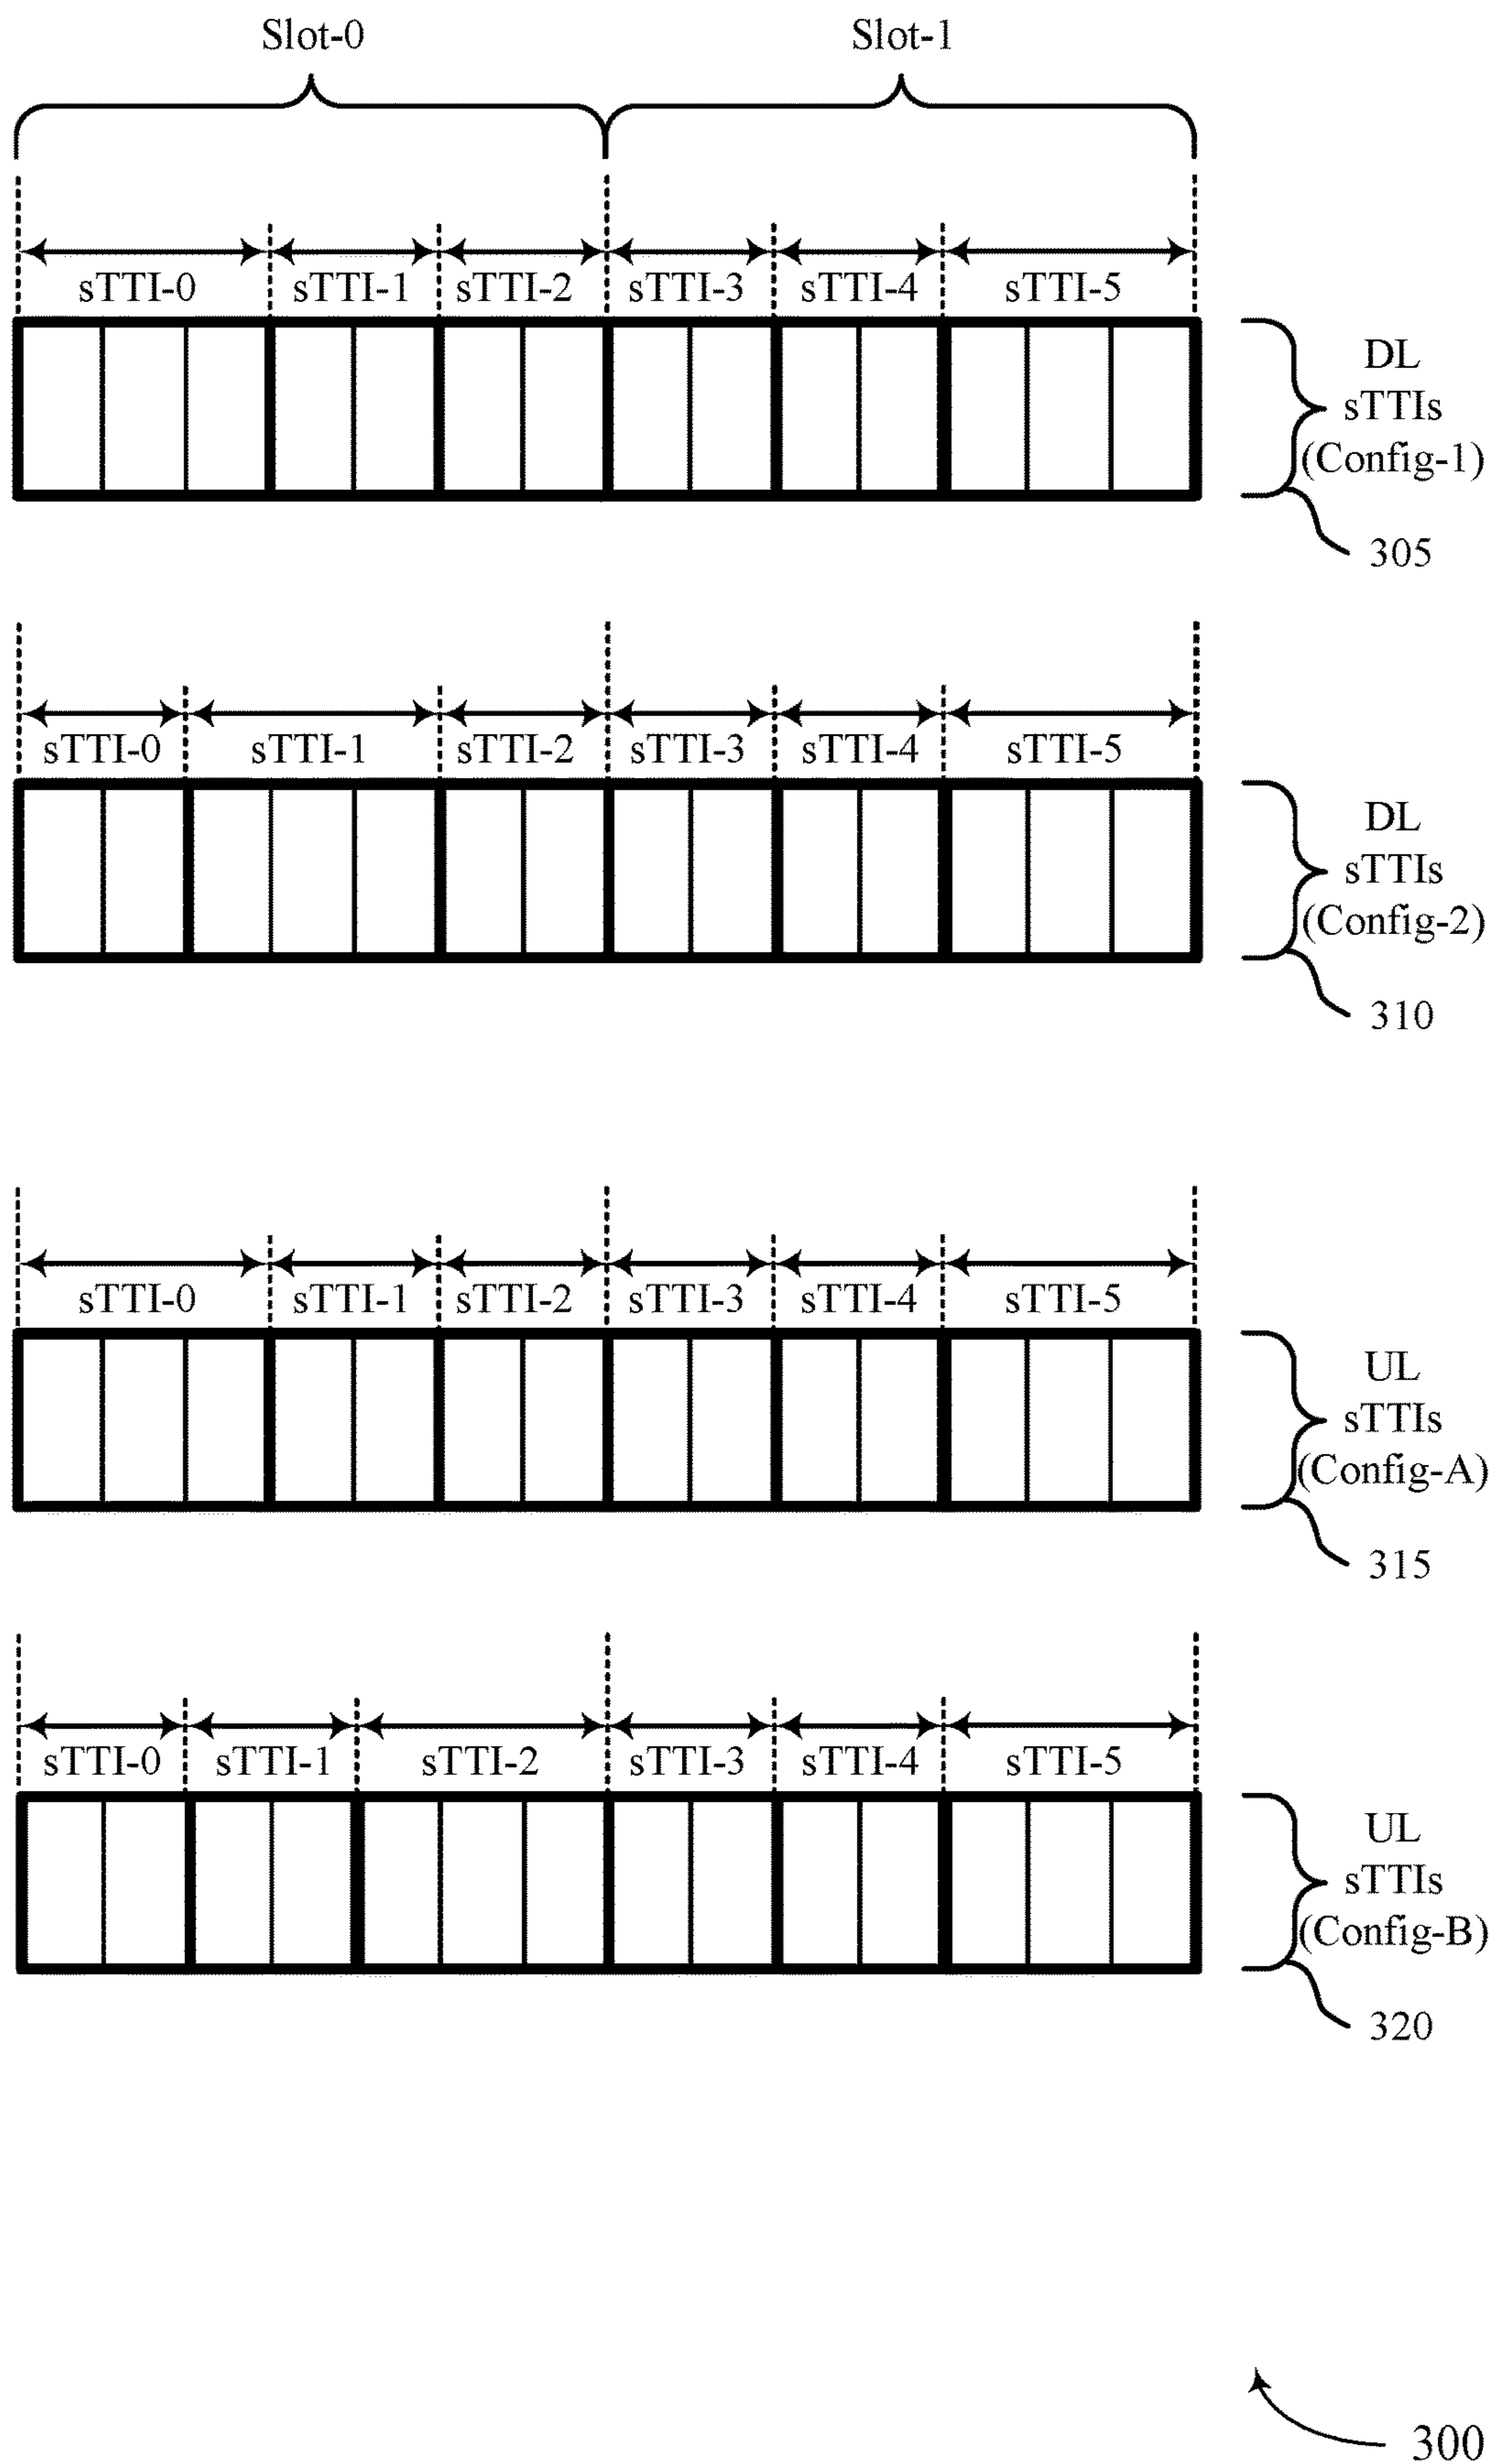 Slot-0 Slot-1
sTTI-0 sTTI-1 sTTI-2 sTTI-3 sTTI-4 sTTI-5
DL
sTTIs
(Config-1)
305
sTTI-0 sTTI-1 sTTI-2 sTTI-3 sTTI-4 sTTI-5
DL
sTTIs
(Config-2)
310
sTTI-0 sTTI-1 sTTI-2 sTTI-3 sTTI-4 sTTI-5
UL
sTTIs
(Config-A)
315
sTTI-0 sTTI-1 sTTI-2 sTTI-3 sTTI-4 sTTI-5
UL
sTTIs
(Config-B)
320
300